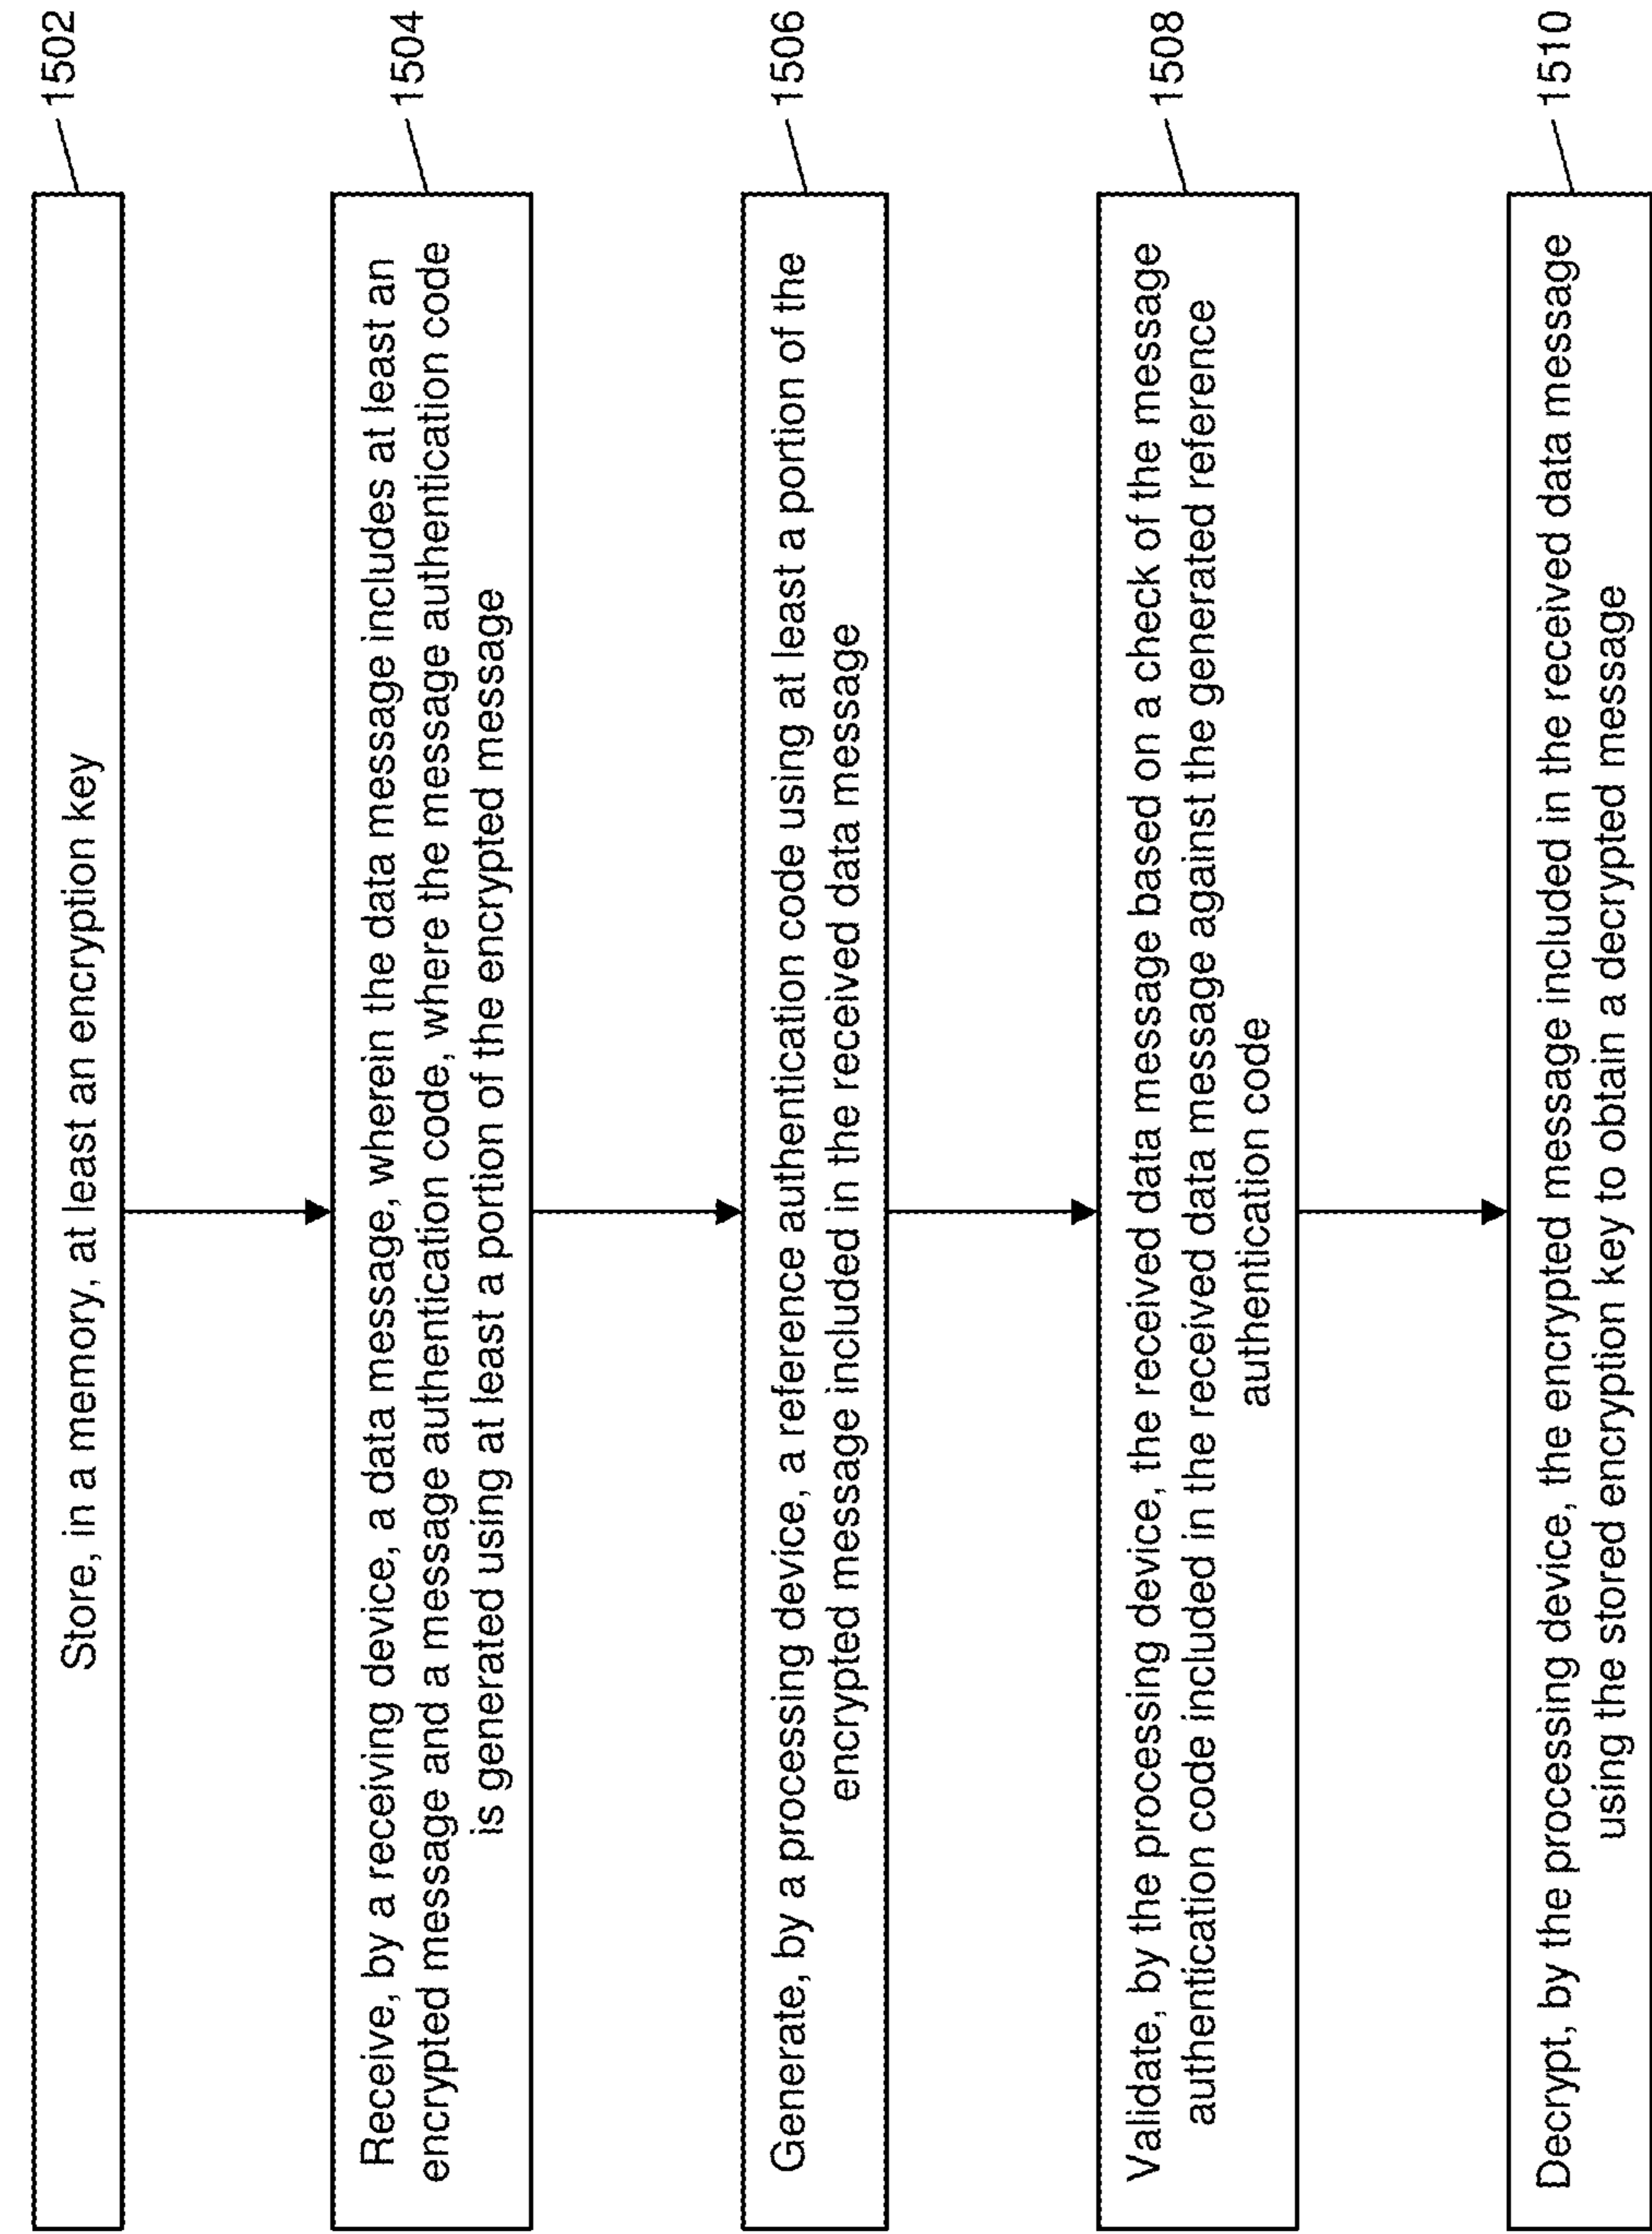 1502
Store, in a memory, at least an encryption key
1504
Receive, by a receiving device, a data message, wherein the data message includes at least an
encrypted message and a message authentication code, where the message authentication code
is generated using at least a portion of the encrypted message
1506
Generate, by a processing device, a reference authentication code using at least a portion of the
encrypted message included in the received data message
1508
Validate, by the processing device, the received data message based on a check of the message
authentication code included in the received data message against the generated reference
authentication code
1510
Decrypt, by the processing device, the encrypted message included in the received data message
using the stored encryption key to obtain a decrypted message